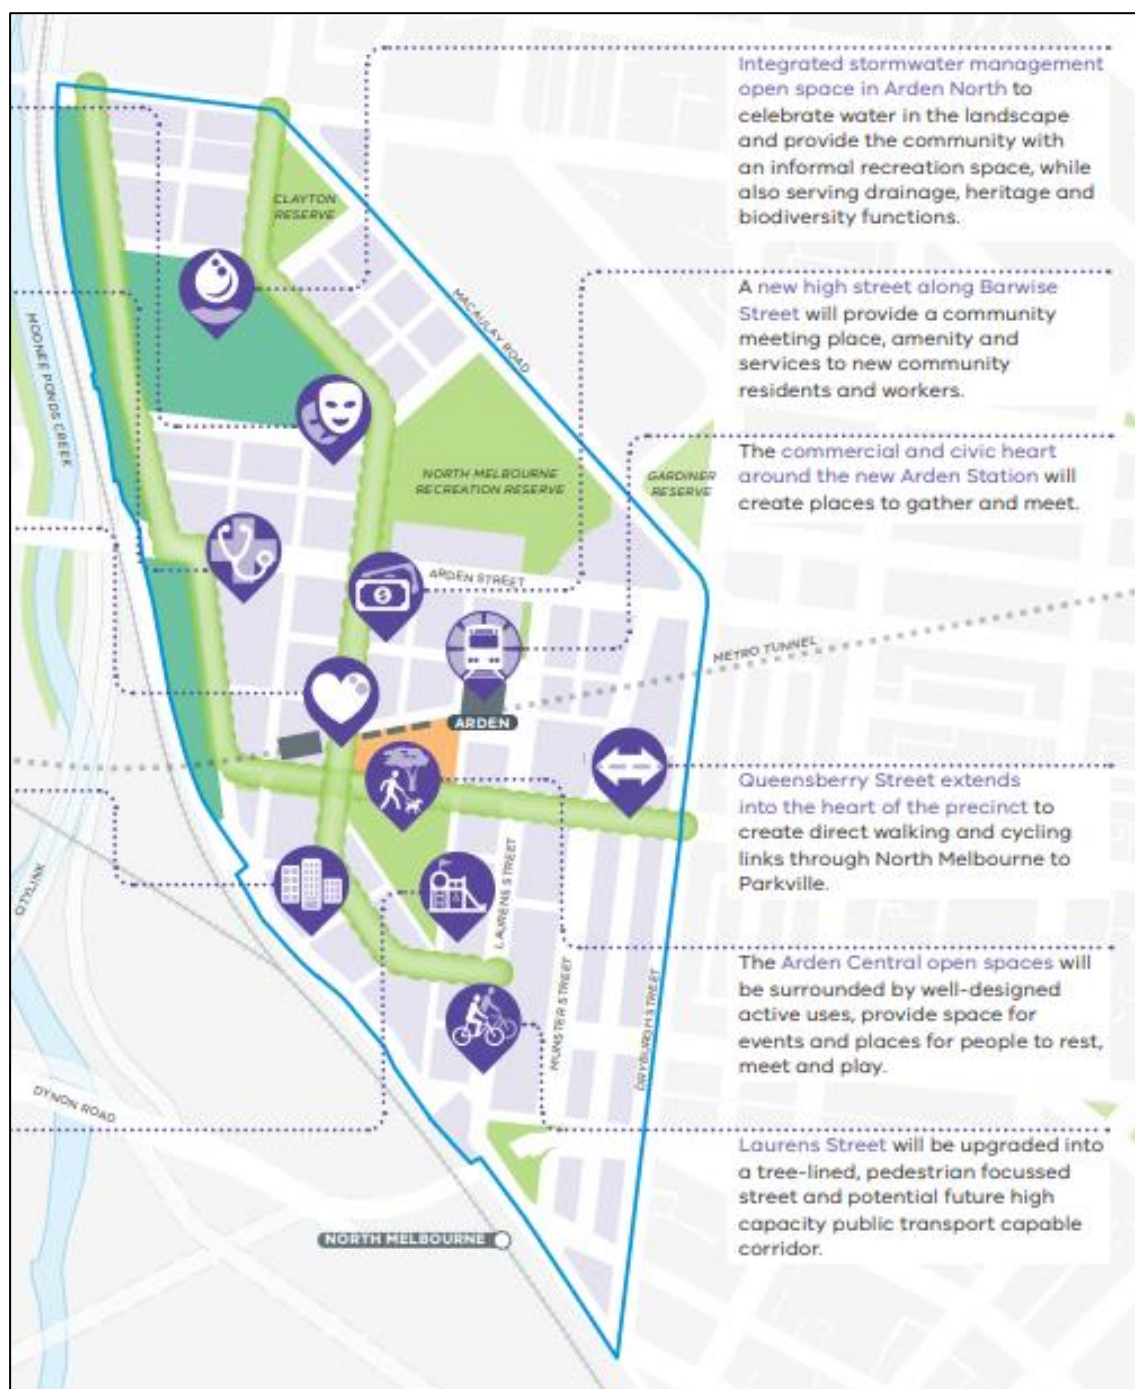 Integrated stormwater management
open space in Arden North to
celebrate water in the landscape
and provide the community with
an informal recreation space, while
also serving drainage, heritage and
biodiversity functions.
CLAYTON
RESERVE
A new high street along Barwise
Street will provide a community
meeting place, amenity and
services to new community
residents and workers.
MACAULAY ROAD
MOONEE PONDS CREEK
The commercial and civic heart
around the new Arden Station will
create places to gather and meet.
NORTH MELBOURNE
RECREATION RESERVE
GARDINER
RESERVE
ARDEN STREET
$
METRO TUNNEL
ARDEN
Queensberry Street extends
into the heart of the precinct to
create direct walking and cycling
links through North Melbourne to
Parkville.
CITYLINK
LAURENS STREET
The Arden Central open spaces will
be surrounded by well-designed
active uses, provide space for
events and places for people to rest,
meet and play.
MUNSTER STREET
DRYBURGH STREET
DYNON ROAD
Laurens Street will be upgraded into
a tree-lined, pedestrian focussed
street and potential future high
capacity public transport capable
corridor.
NORTH MELBOURNE